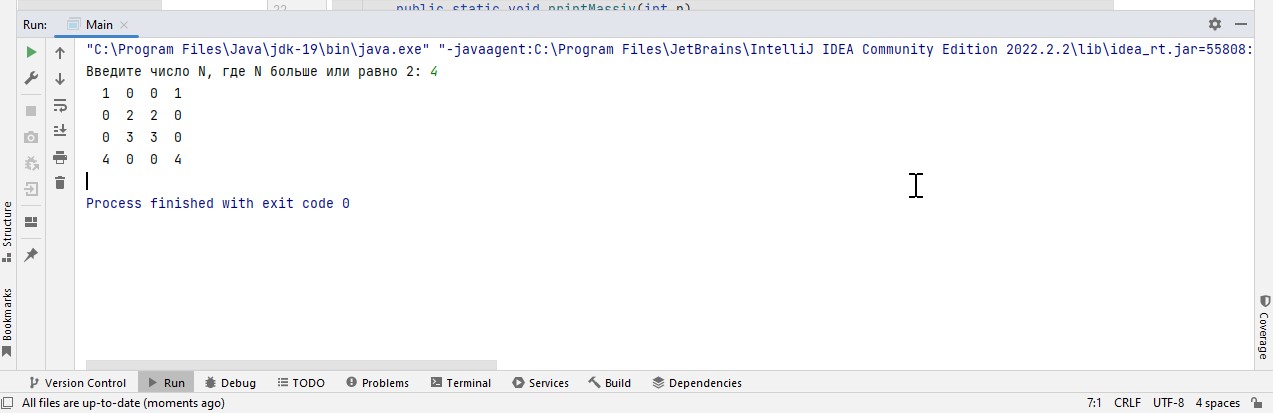 22 public static void printMassiv(int n)
Run: Main
"C:\Program Files\Java\jdk-19\bin\java.exe" "-javaagent:C:\Program Files\JetBrains\IntelliJ IDEA Community Edition 2022.2.2\lib\idea_rt.jar=55808:
Введите число N, где N больше или равно 2: 4
1 0 0 1
0 2 2 0
0 3 3 0
4 0 0 4
Process finished with exit code 0
Structure
Bookmarks
Coverage
Version Control Run Debug TODO Problems Terminal Services Build Dependencies
All files are up-to-date (moments ago) 7:1 CRLF UTF-8 4 spaces